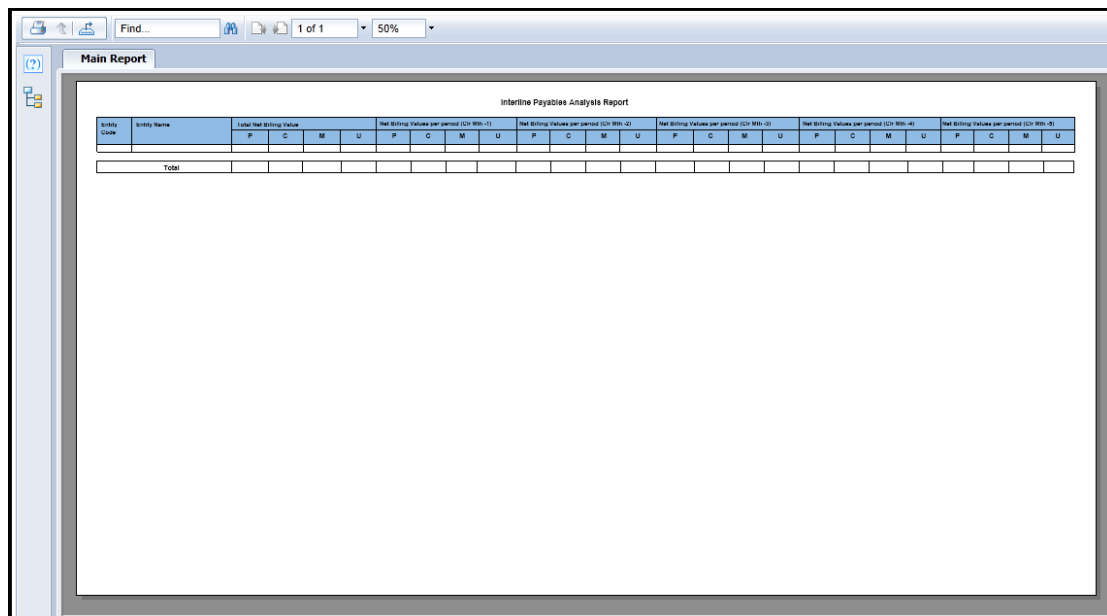 Find... 1 of 1 50%
(?)
Main Report
Interline Payables Analysis Report
Entity Code Entity Name Total Net Billing Value Net Billing Values per period (Clr Mth -1) Net Billing Values per period (Clr Mth -2) Net Billing Values per period (Clr Mth -3) Net Billing Values per period (Clr Mth -4) Net Billing Values per period (Clr Mth -5)
P C M U P C M U P C M U P C M U P C M U P C M U
Total